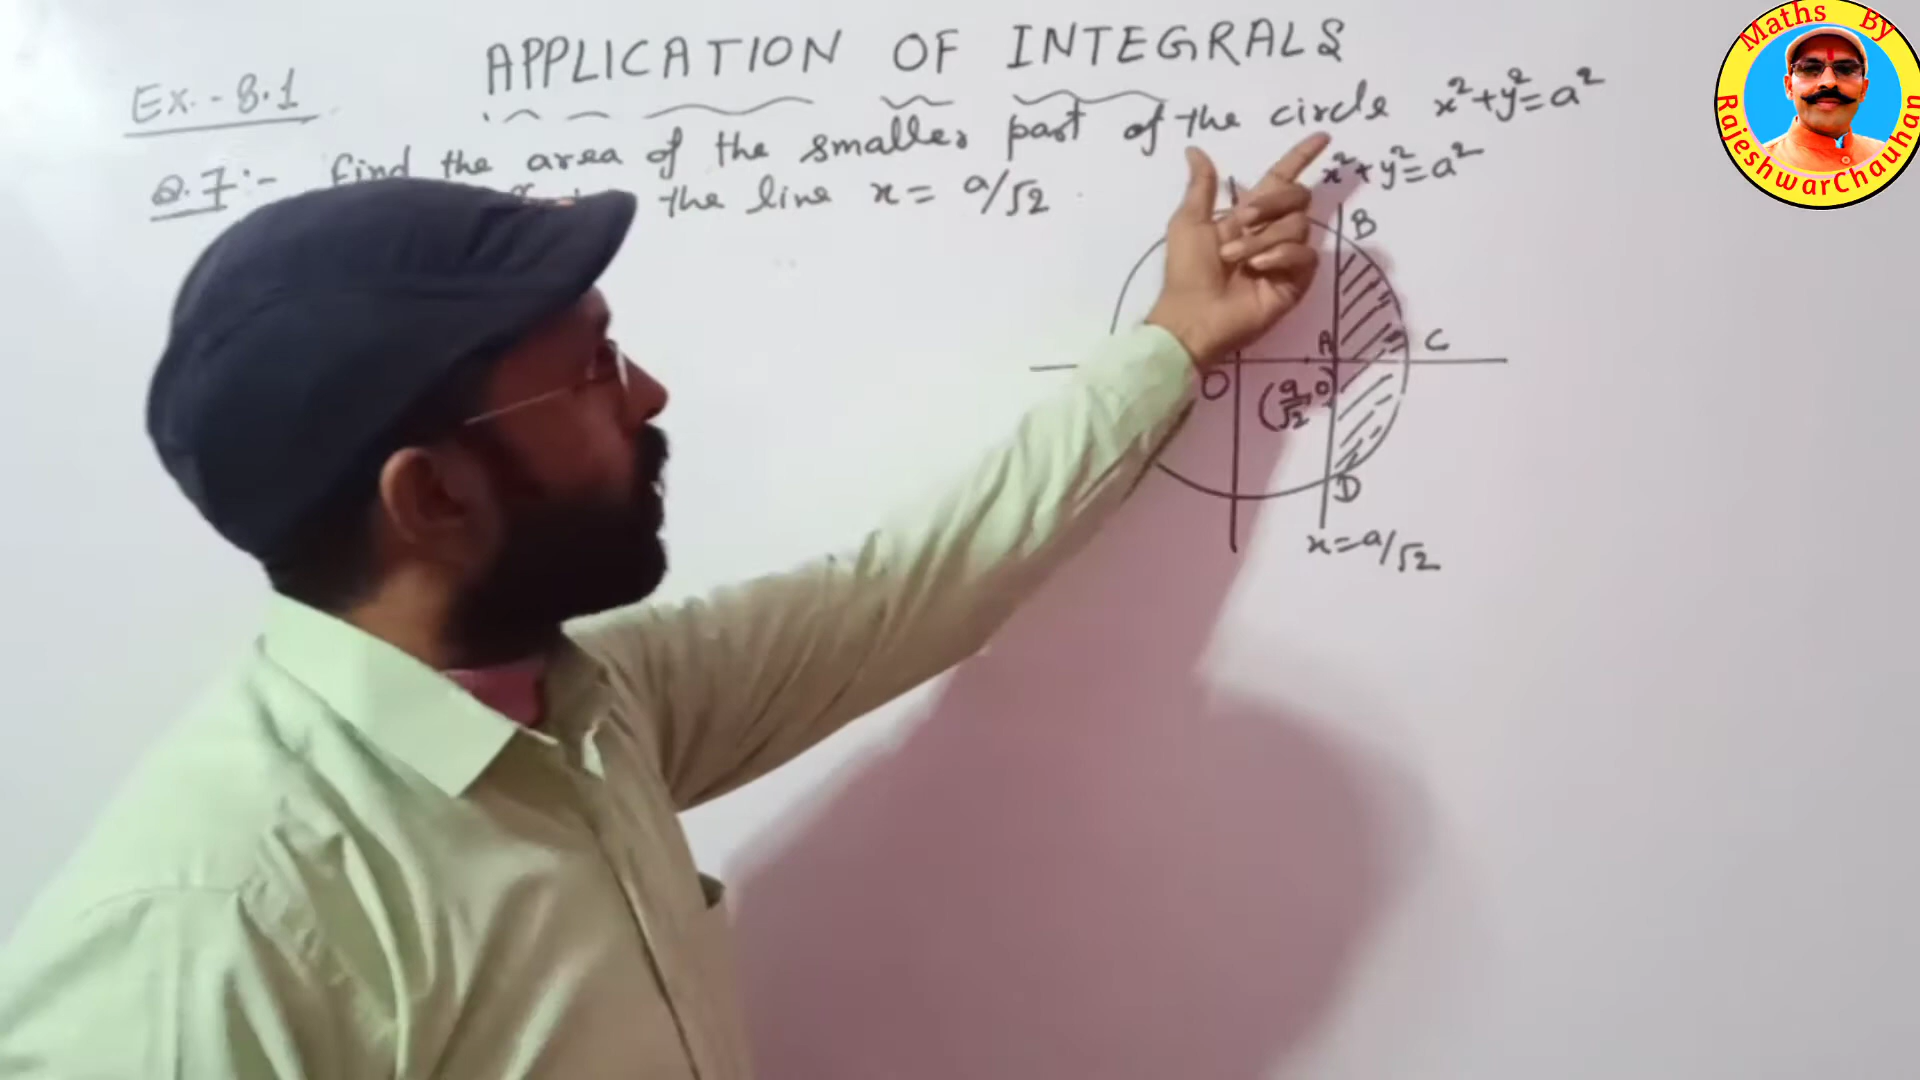 APPLICATION OF INTEGRALS
Ex.-8.1
Q.7:- Find the area of the smaller part of the circle x²+y²=a²
the line x = a/√2
x²+y²=a²
B
A
C
O
(a/√2, 0)
D
x=a/√2
Maths By
RajeshwarChauhan